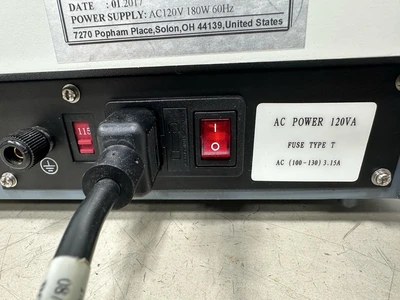 DATE : 01.2017
POWER SUPPLY: AC120V 180W 60Hz
7270 Popham Place,Solon,OH 44139,United States
115
I
O
AC POWER 120VA
FUSE TYPE T
AC (100-130) 3.15A
08/